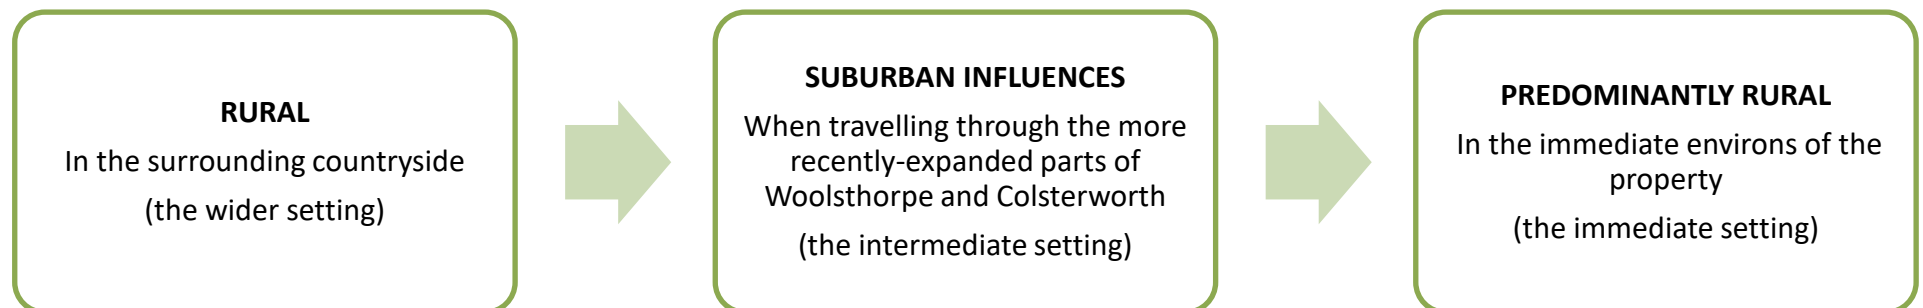 RURAL
In the surrounding countryside
(the wider setting)
SUBURBAN INFLUENCES
When travelling through the more
recently-expanded parts of
Woolsthorpe and Colsterworth
(the intermediate setting)
PREDOMINANTLY RURAL
In the immediate environs of the
property
(the immediate setting)